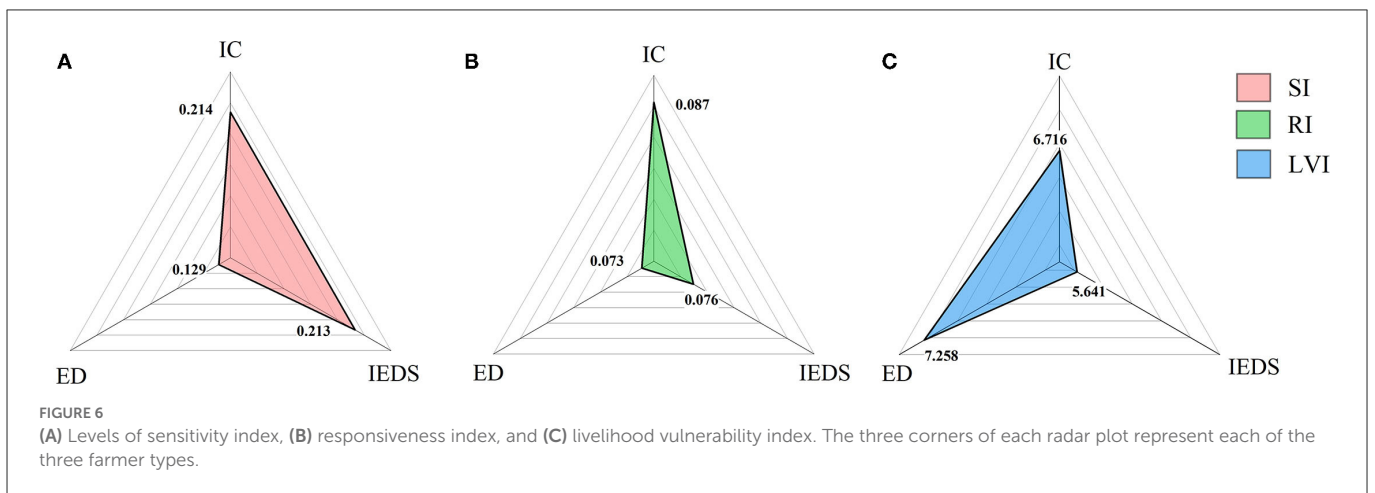 A
IC
0.214
0.129
0.213
ED
IEDS
B
IC
0.087
0.073
0.076
ED
IEDS
C
IC
6.716
5.641
7.258
ED
IEDS
SI
RI
LVI
FIGURE 6
(A) Levels of sensitivity index, (B) responsiveness index, and (C) livelihood vulnerability index. The three corners of each radar plot represent each of the
three farmer types.